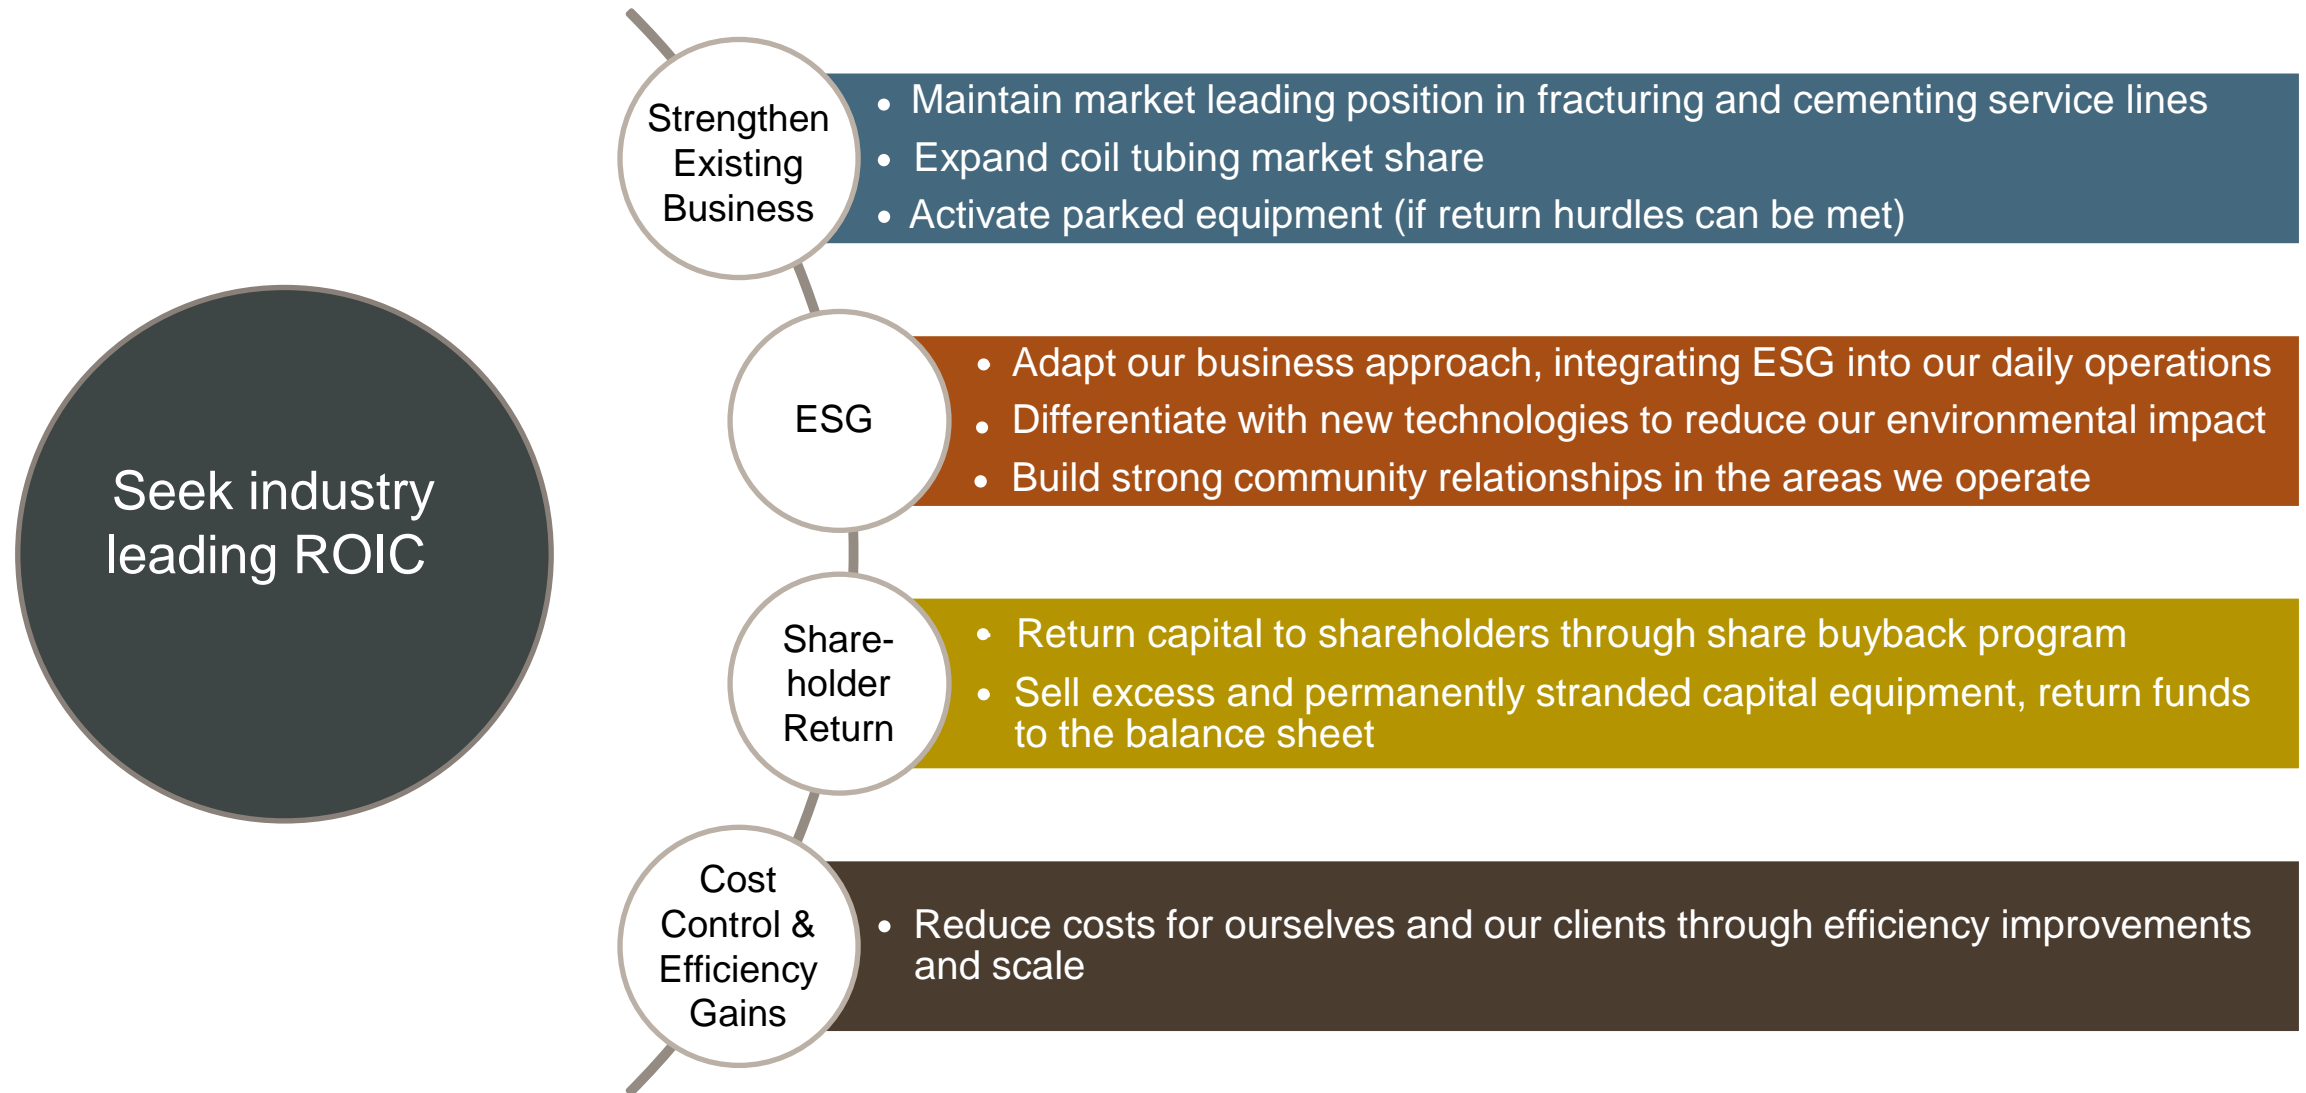 Seek industry
leading ROIC
Strengthen
Existing
Business
• Maintain market leading position in fracturing and cementing service lines
• Expand coil tubing market share
• Activate parked equipment (if return hurdles can be met)
ESG
• Adapt our business approach, integrating ESG into our daily operations
• Differentiate with new technologies to reduce our environmental impact
• Build strong community relationships in the areas we operate
Share-
holder
Return
• Return capital to shareholders through share buyback program
• Sell excess and permanently stranded capital equipment, return funds
to the balance sheet
Cost
Control &
Efficiency
Gains
• Reduce costs for ourselves and our clients through efficiency improvements
and scale